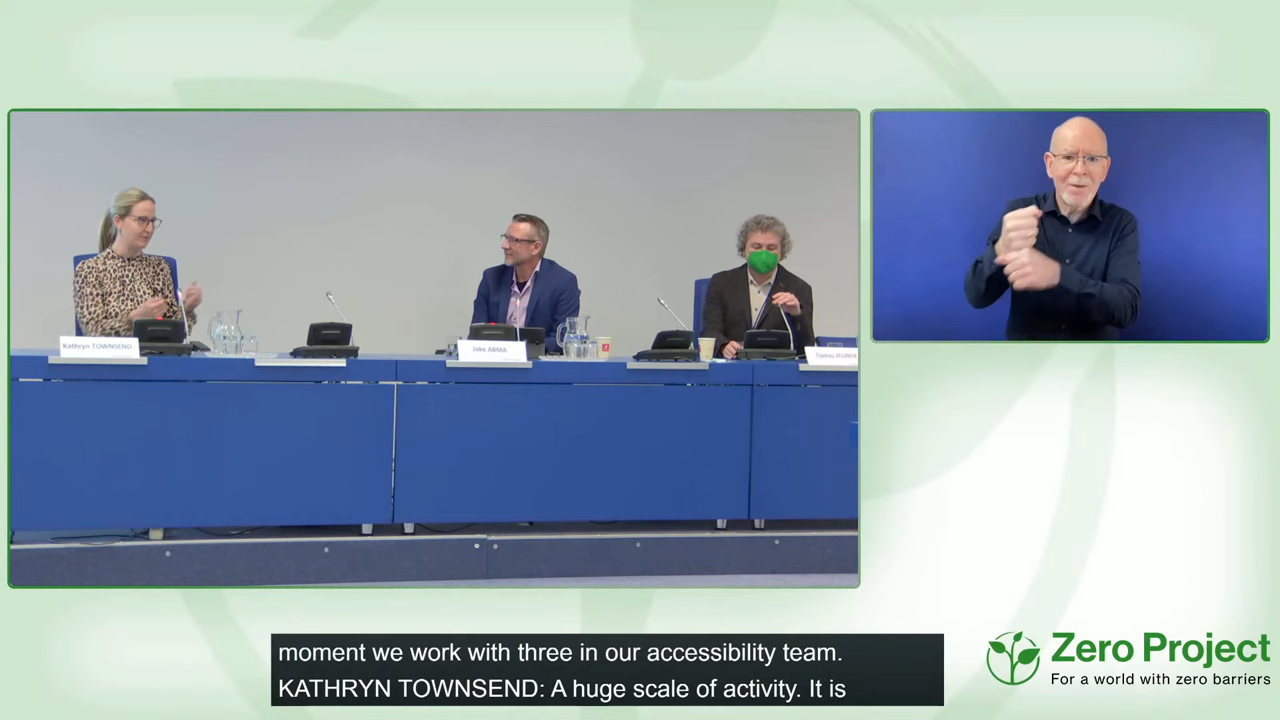 Kathryn TOWNSEND
Jake ABMA
Tomas
moment we work with three in our accessibility team.
KATHRYN TOWNSEND: A huge scale of activity. It is
Zero Project
For a world with zero barriers